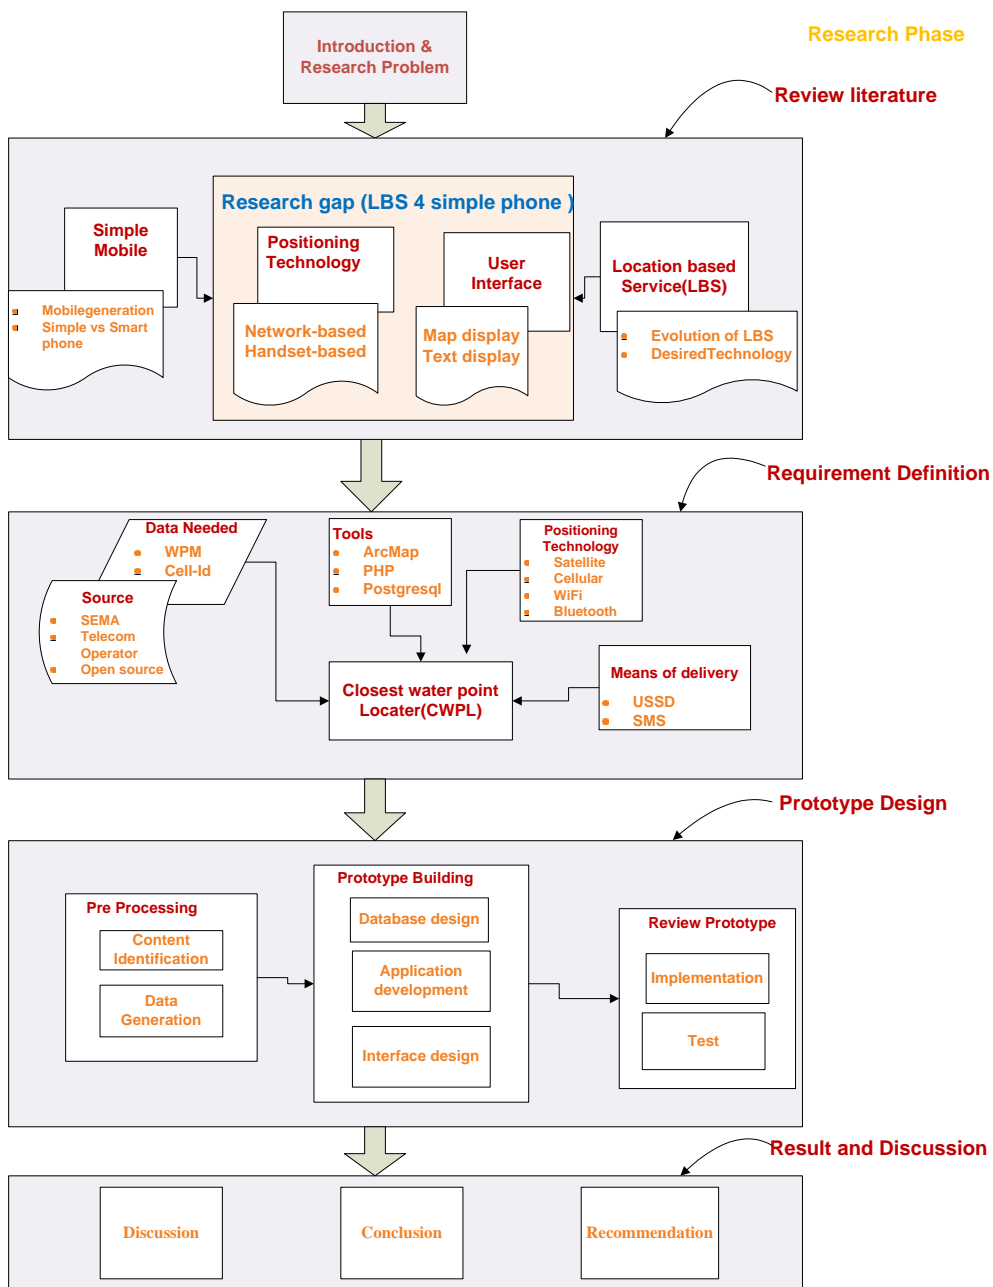 Introduction &
Research Problem
Research Phase
Review literature
Research gap (LBS 4 simple phone )
Simple
Mobile
Mobilegeneration
Simple vs Smart
phone
Positioning
Technology
Network-based
Handset-based
User
Interface
Map display
Text display
Location based
Service(LBS)
Evolution of LBS
DesiredTechnology
Requirement Definition
Data Needed
WPM
Cell-Id
Source
SEMA
Telecom
Operator
Open source
Tools
ArcMap
PHP
Postgresql
Positioning
Technology
Satellite
Cellular
WiFi
Bluetooth
Closest water point
Locater(CWPL)
Means of delivery
USSD
SMS
Prototype Design
Pre Processing
Content
Identification
Data
Generation
Prototype Building
Database design
Application
development
Interface design
Review Prototype
Implementation
Test
Result and Discussion
Discussion
Conclusion
Recommendation